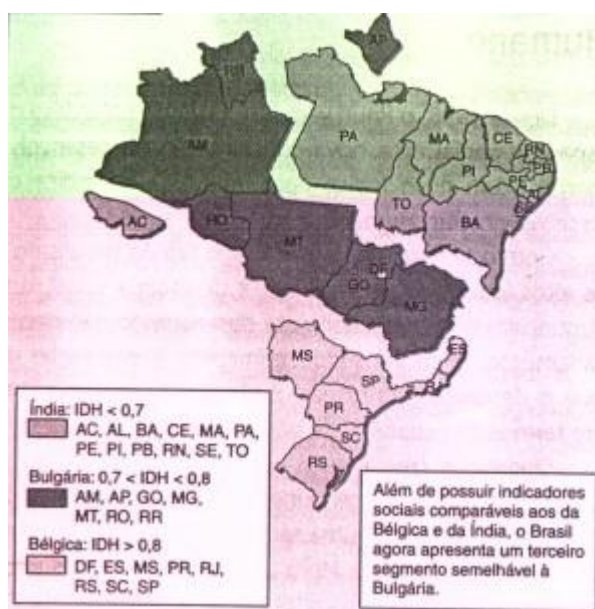 AP
RR
AM
PA
MA
CE
RN
PB
PI
PE
AL
SE
TO
BA
AC
RO
MT
DF
GO
MG
ES
MS
SP
RJ
PR
SC
RS
Índia: IDH < 0,7
AC, AL, BA, CE, MA, PA,
PE, PI, PB, RN, SE, TO
Bulgária: 0,7 < IDH < 0,8
AM, AP, GO, MG,
MT, RO, RR
Bélgica: IDH > 0,8
DF, ES, MS, PR, RJ
RS, SC, SP
Além de possuir indicadores
sociais comparáveis aos da
Bélgica e da Índia, o Brasil
agora apresenta um terceiro
segmento semelhável à
Bulgária.